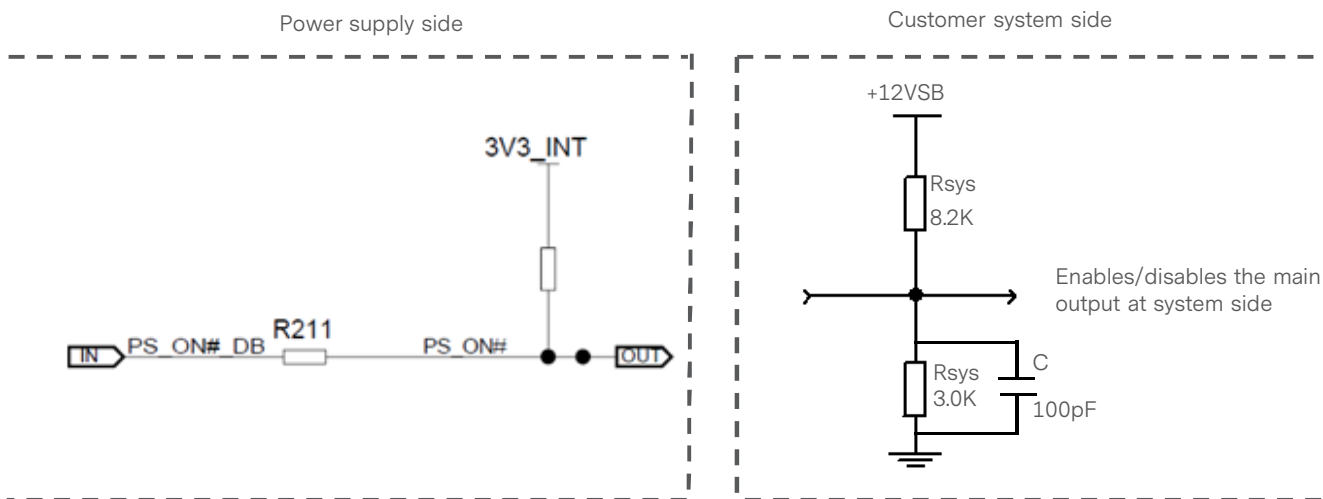 Power supply side
Customer system side
+12VSB
3V3_INT
Rsys
8.2K
Enables/disables the main
output at system side
IN
PS_ON#_DB
R211
PS_ON#
OUT
Rsys
3.0K
C
100pF